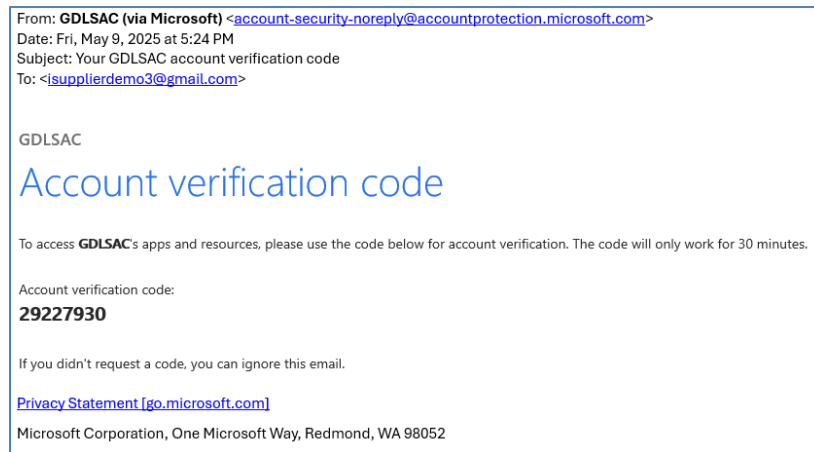 From: GDLSAC (via Microsoft) <account-security-noreply@accountprotection.microsoft.com>
Date: Fri, May 9, 2025 at 5:24 PM
Subject: Your GDLSAC account verification code
To: <isupplierdemo3@gmail.com>
GDLSAC
Account verification code
To access GDLSAC's apps and resources, please use the code below for account verification. The code will only work for 30 minutes.
Account verification code:
29227930
If you didn't request a code, you can ignore this email.
Privacy Statement [go.microsoft.com]
Microsoft Corporation, One Microsoft Way, Redmond, WA 98052